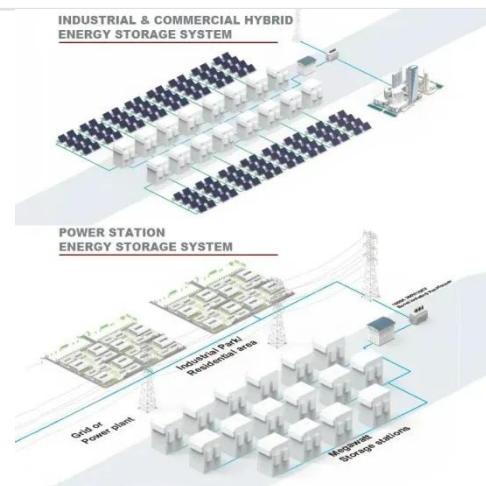 INDUSTRIAL & COMMERCIAL HYBRID
ENERGY STORAGE SYSTEM
POWER STATION
ENERGY STORAGE SYSTEM
Industrial Park/
Residential area
Grid or
Power plant
Megawatt
Storage stations